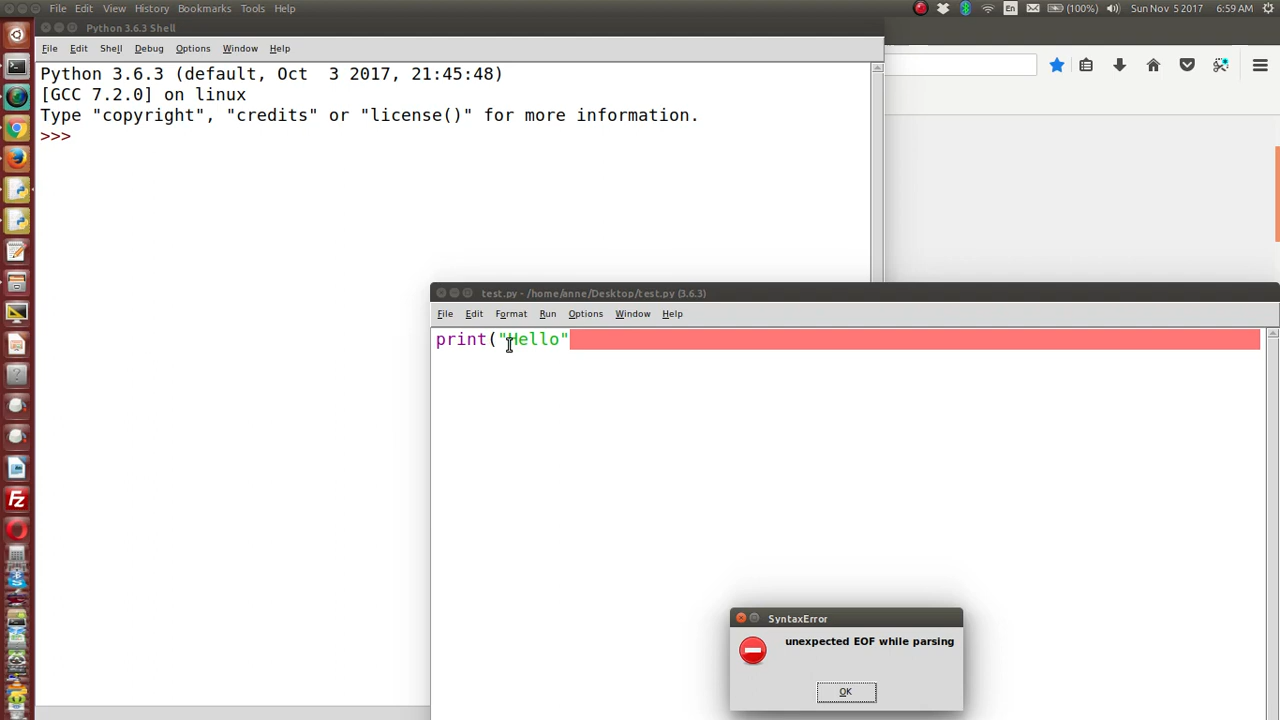 File Edit View History Bookmarks Tools Help
En (100%) Sun Nov 5 2017 6:59 AM
Python 3.6.3 Shell
File Edit Shell Debug Options Window Help
Python 3.6.3 (default, Oct  3 2017, 21:45:48)
[GCC 7.2.0] on linux
Type "copyright", "credits" or "license()" for more information.
>>>
test.py - /home/anne/Desktop/test.py (3.6.3)
File Edit Format Run Options Window Help
print("Hello"
SyntaxError
unexpected EOF while parsing
OK